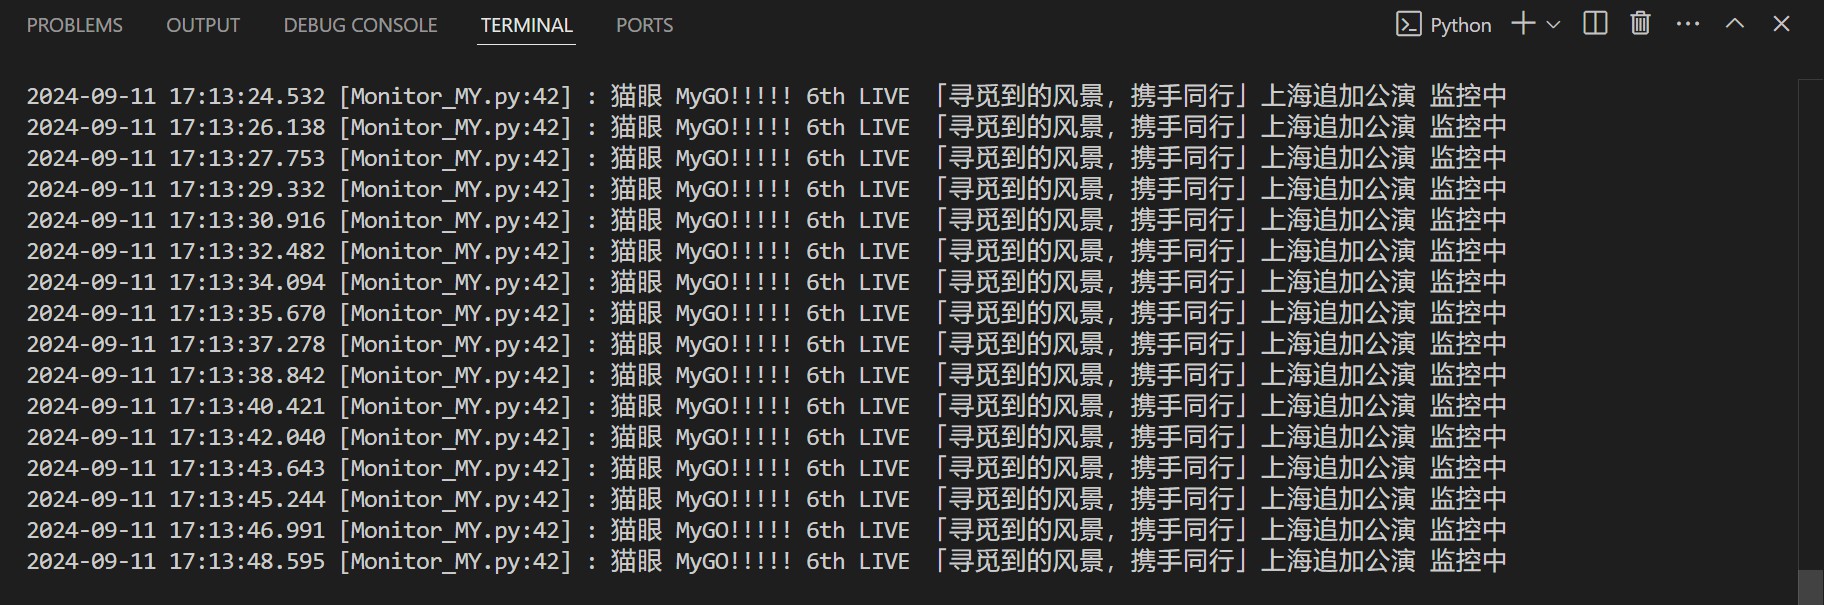 PROBLEMS OUTPUT DEBUG CONSOLE TERMINAL PORTS Python
2024-09-11 17:13:24.532 [Monitor_MY.py:42] : 猫眼 MyGO!!!!! 6th LIVE 「寻觅到的风景，携手同行」上海追加公演 监控中
2024-09-11 17:13:26.138 [Monitor_MY.py:42] : 猫眼 MyGO!!!!! 6th LIVE 「寻觅到的风景，携手同行」上海追加公演 监控中
2024-09-11 17:13:27.753 [Monitor_MY.py:42] : 猫眼 MyGO!!!!! 6th LIVE 「寻觅到的风景，携手同行」上海追加公演 监控中
2024-09-11 17:13:29.332 [Monitor_MY.py:42] : 猫眼 MyGO!!!!! 6th LIVE 「寻觅到的风景，携手同行」上海追加公演 监控中
2024-09-11 17:13:30.916 [Monitor_MY.py:42] : 猫眼 MyGO!!!!! 6th LIVE 「寻觅到的风景，携手同行」上海追加公演 监控中
2024-09-11 17:13:32.482 [Monitor_MY.py:42] : 猫眼 MyGO!!!!! 6th LIVE 「寻觅到的风景，携手同行」上海追加公演 监控中
2024-09-11 17:13:34.094 [Monitor_MY.py:42] : 猫眼 MyGO!!!!! 6th LIVE 「寻觅到的风景，携手同行」上海追加公演 监控中
2024-09-11 17:13:35.670 [Monitor_MY.py:42] : 猫眼 MyGO!!!!! 6th LIVE 「寻觅到的风景，携手同行」上海追加公演 监控中
2024-09-11 17:13:37.278 [Monitor_MY.py:42] : 猫眼 MyGO!!!!! 6th LIVE 「寻觅到的风景，携手同行」上海追加公演 监控中
2024-09-11 17:13:38.842 [Monitor_MY.py:42] : 猫眼 MyGO!!!!! 6th LIVE 「寻觅到的风景，携手同行」上海追加公演 监控中
2024-09-11 17:13:40.421 [Monitor_MY.py:42] : 猫眼 MyGO!!!!! 6th LIVE 「寻觅到的风景，携手同行」上海追加公演 监控中
2024-09-11 17:13:42.040 [Monitor_MY.py:42] : 猫眼 MyGO!!!!! 6th LIVE 「寻觅到的风景，携手同行」上海追加公演 监控中
2024-09-11 17:13:43.643 [Monitor_MY.py:42] : 猫眼 MyGO!!!!! 6th LIVE 「寻觅到的风景，携手同行」上海追加公演 监控中
2024-09-11 17:13:45.244 [Monitor_MY.py:42] : 猫眼 MyGO!!!!! 6th LIVE 「寻觅到的风景，携手同行」上海追加公演 监控中
2024-09-11 17:13:46.991 [Monitor_MY.py:42] : 猫眼 MyGO!!!!! 6th LIVE 「寻觅到的风景，携手同行」上海追加公演 监控中
2024-09-11 17:13:48.595 [Monitor_MY.py:42] : 猫眼 MyGO!!!!! 6th LIVE 「寻觅到的风景，携手同行」上海追加公演 监控中